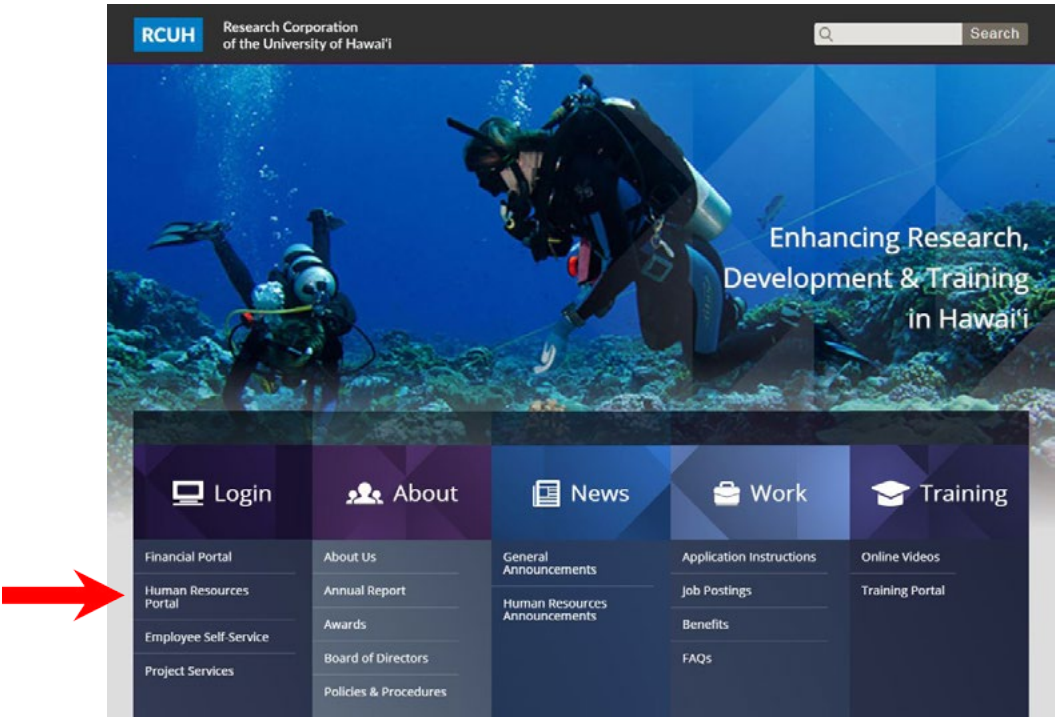 RCUH
Research Corporation
of the University of Hawai'i
Search
Enhancing Research,
Development & Training
in Hawai'i
Login
About
News
Work
Training
Financial Portal
Human Resources
Portal
Employee Self-Service
Project Services
About Us
Annual Report
Awards
Board of Directors
Policies & Procedures
General
Announcements
Human Resources
Announcements
Application Instructions
Job Postings
Benefits
FAQs
Online Videos
Training Portal